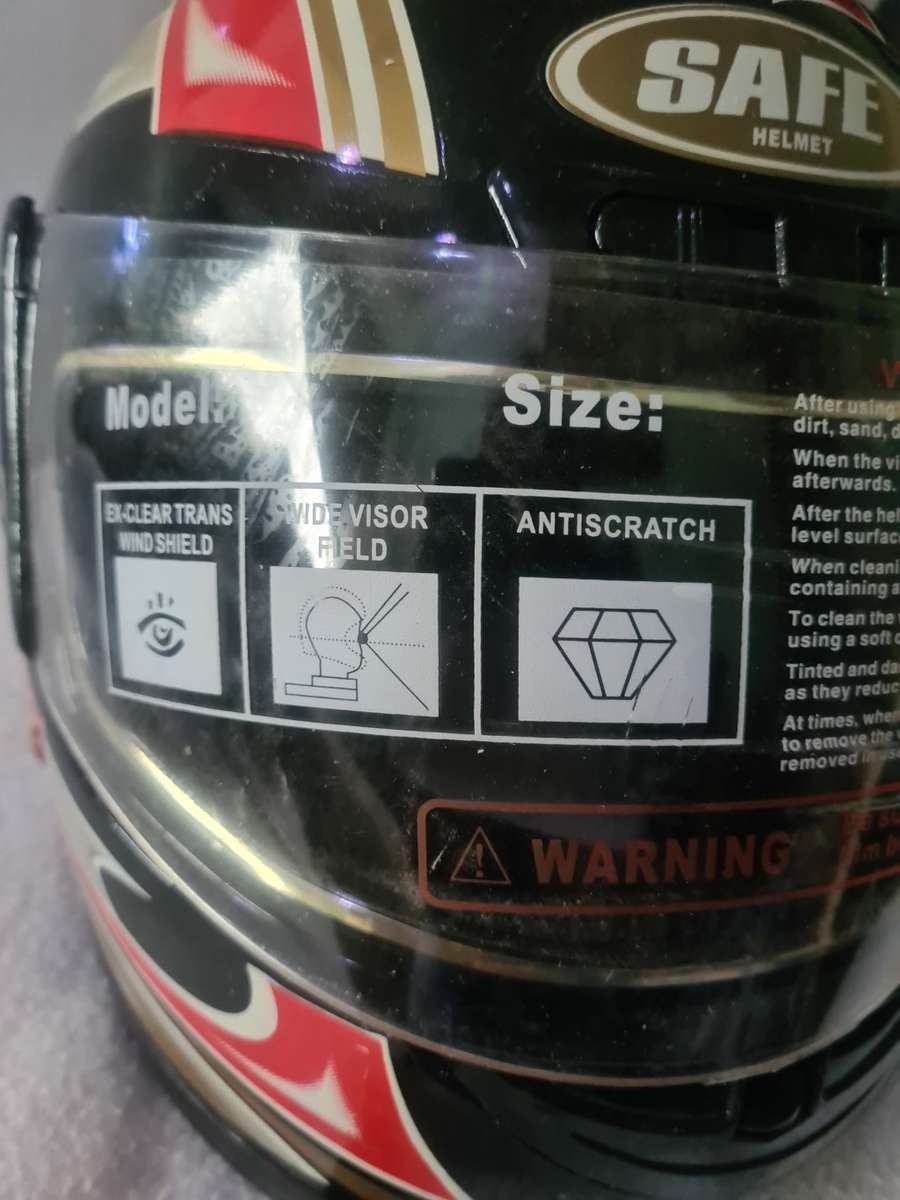 SAFE
HELMET
Model:
Size:
EX-CLEAR TRANS
WIND SHIELD
WIDE VISOR
FIELD
ANTISCRATCH
After using
dirt, sand,
When the
afterwards.
After the
level
When
containing a
To clean the
using a soft
Tinted and
as they
At times,
to remove the
removed in
WARNING